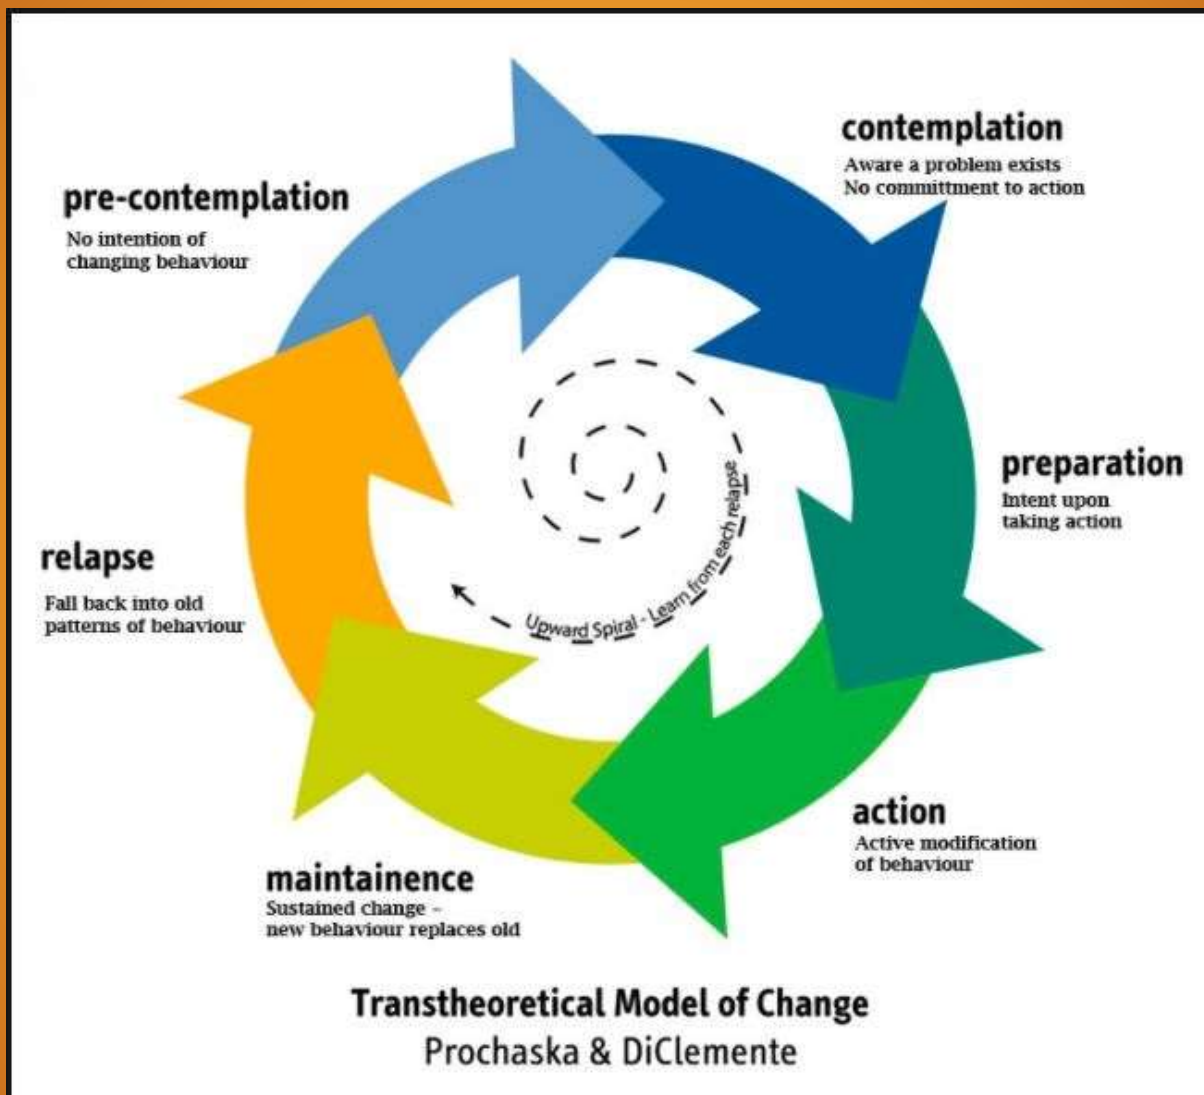 pre-contemplation
No intention of
changing behaviour
contemplation
Aware a problem exists
No committment to action
preparation
Intent upon
taking action
action
Active modification
of behaviour
maintainence
Sustained change –
new behaviour replaces old
relapse
Fall back into old
patterns of behaviour
Upward Spiral - Learn from each relapse
Transtheoretical Model of Change
Prochaska & DiClemente